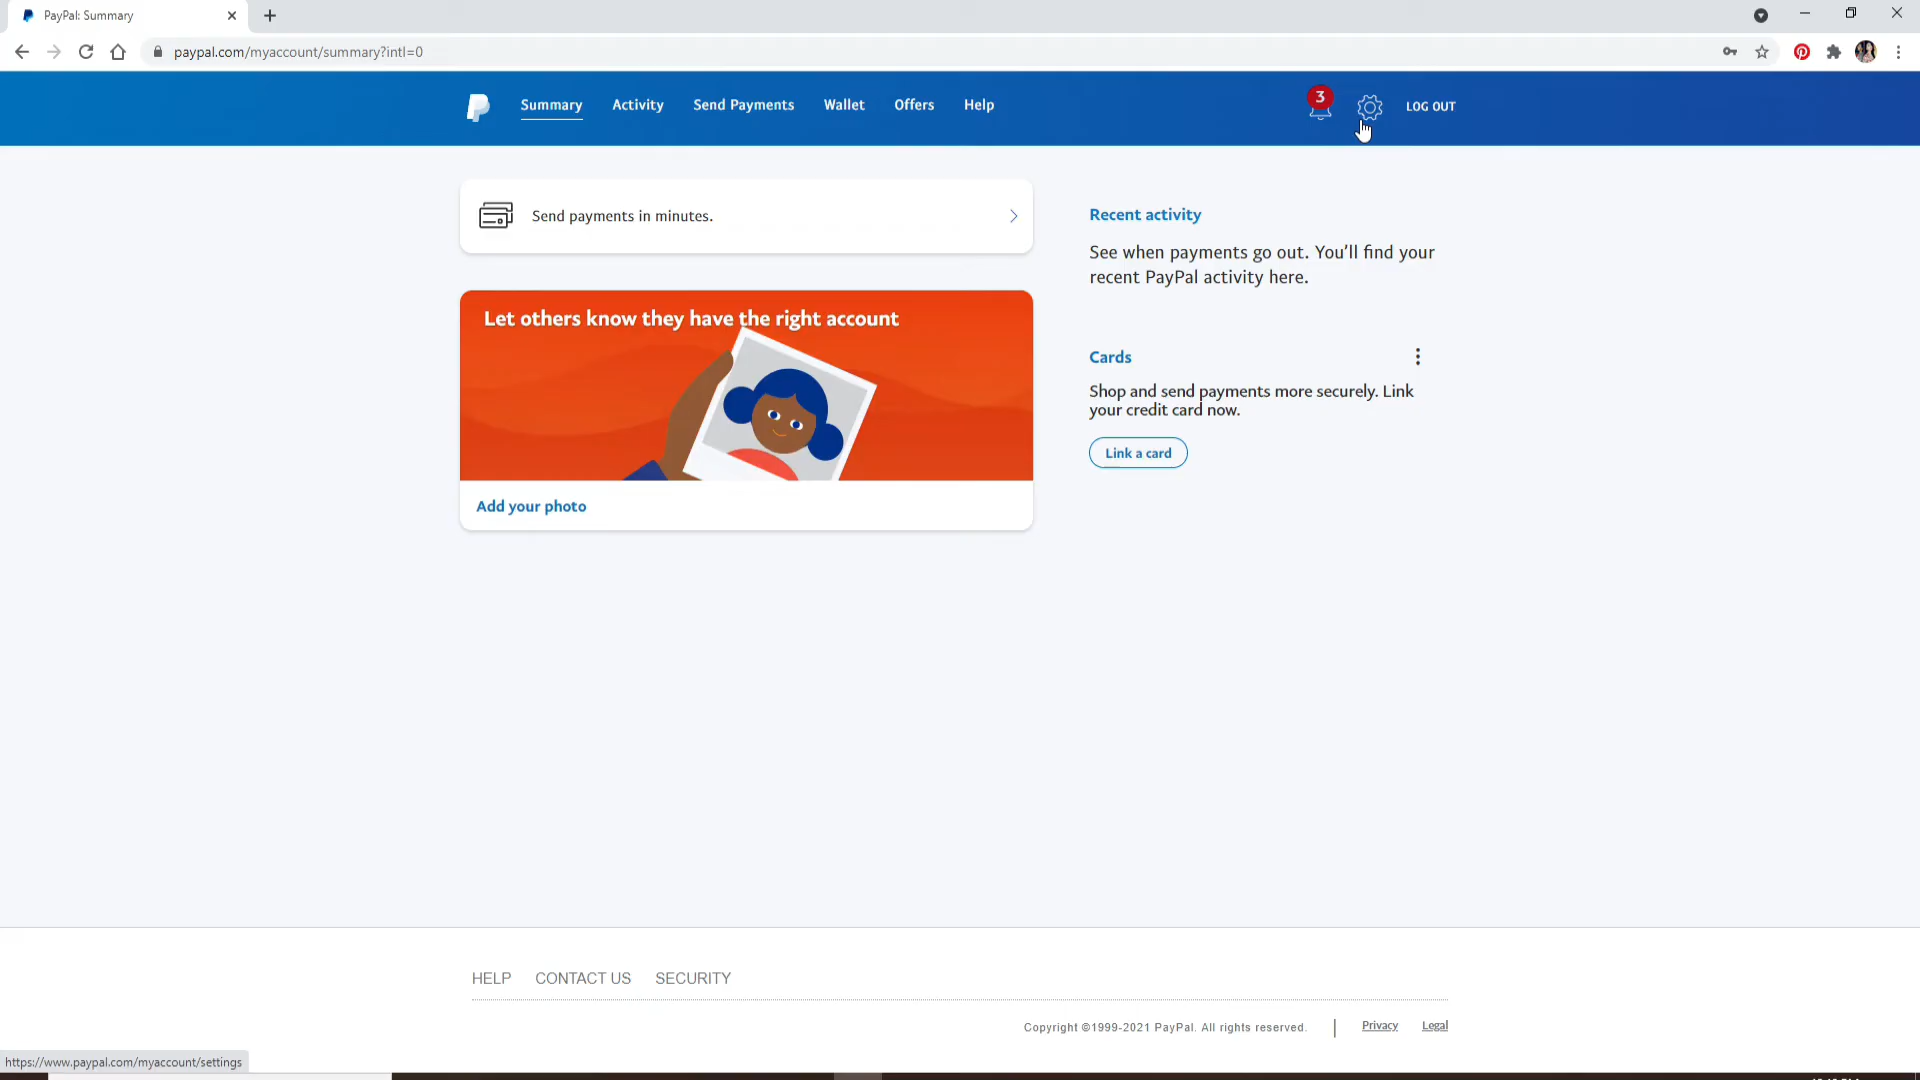 PayPal: Summary
paypal.com/myaccount/summary?intl=0
Summary
Activity
Send Payments
Wallet
Offers
Help
3
LOG OUT
Send payments in minutes.
Let others know they have the right account
Add your photo
Recent activity
See when payments go out. You’ll find your
recent PayPal activity here.
Cards
Shop and send payments more securely. Link
your credit card now.
Link a card
HELP
CONTACT US
SECURITY
Copyright ©1999-2021 PayPal. All rights reserved.
Privacy
Legal
https://www.paypal.com/myaccount/settings